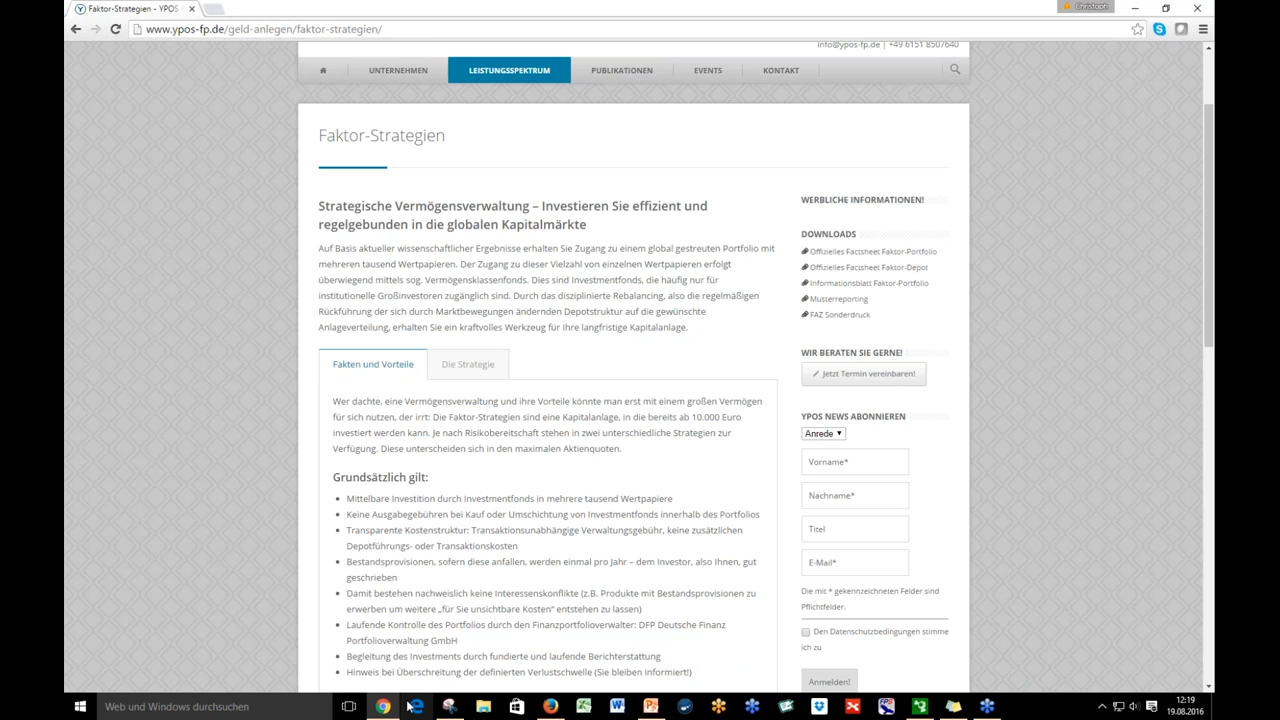 Faktor-Strategien - YPOS
Christoph
www.ypos-fp.de/geld-anlegen/faktor-strategien/
info@ypos-fp.de | +49 6151 8507640
UNTERNEHMEN
LEISTUNGSSPEKTRUM
PUBLIKATIONEN
EVENTS
KONTAKT
Faktor-Strategien
Strategische Vermögensverwaltung – Investieren Sie effizient und
regelgebunden in die globalen Kapitalmärkte
Auf Basis aktueller wissenschaftlicher Ergebnisse erhalten Sie Zugang zu einem global gestreuten Portfolio mit
mehreren tausend Wertpapieren. Der Zugang zu dieser Vielzahl von einzelnen Wertpapieren erfolgt
überwiegend mittels sog. Vermögensklassenfonds. Dies sind Investmentfonds, die häufig nur für
institutionelle Großinvestoren zugänglich sind. Durch das disziplinierte Rebalancing, also die regelmäßigen
Rückführung der sich durch Marktbewegungen ändernden Depotstruktur auf die gewünschte
Anlageverteilung, erhalten Sie ein kraftvolles Werkzeug für Ihre langfristige Kapitalanlage.
Fakten und Vorteile
Die Strategie
Wer dachte, eine Vermögensverwaltung und ihre Vorteile könnte man erst mit einem großen Vermögen
für sich nutzen, der irrt: Die Faktor-Strategien sind eine Kapitalanlage, in die bereits ab 10.000 Euro
investiert werden kann. Je nach Risikobereitschaft stehen in zwei unterschiedliche Strategien zur
Verfügung. Diese unterscheiden sich in den maximalen Aktienquoten.
Grundsätzlich gilt:
Mittelbare Investition durch Investmentfonds in mehrere tausend Wertpapiere
Keine Ausgabegebühren bei Kauf oder Umschichtung von Investmentfonds innerhalb des Portfolios
Transparente Kostenstruktur: Transaktionsunabhängige Verwaltungsgebühr, keine zusätzlichen
Depotführungs- oder Transaktionskosten
Bestandsprovisionen, sofern diese anfallen, werden einmal pro Jahr – dem Investor, also Ihnen, gut
geschrieben
Damit bestehen nachweislich keine Interessenskonflikte (z.B. Produkte mit Bestandsprovisionen zu
erwerben um weitere „für Sie unsichtbare Kosten" entstehen zu lassen)
Laufende Kontrolle des Portfolios durch den Finanzportfolioverwalter: DFP Deutsche Finanz
Portfolioverwaltung GmbH
Begleitung des Investments durch fundierte und laufende Berichterstattung
Hinweis bei Überschreitung der definierten Verlustschwelle (Sie bleiben informiert!)
WERBLICHE INFORMATIONEN!
DOWNLOADS
Offizielles Factsheet Faktor-Portfolio
Offizielles Factsheet Faktor-Depot
Informationsblatt Faktor-Portfolio
Musterreporting
FAZ Sonderdruck
WIR BERATEN SIE GERNE!
Jetzt Termin vereinbaren!
YPOS NEWS ABONNIEREN
Anrede
Vorname*
Nachname*
Titel
E-Mail*
Die mit * gekennzeichneten Felder sind
Pflichtfelder.
Den Datenschutzbedingungen stimme
ich zu
Anmelden!
Web und Windows durchsuchen
12:19
19.08.2016